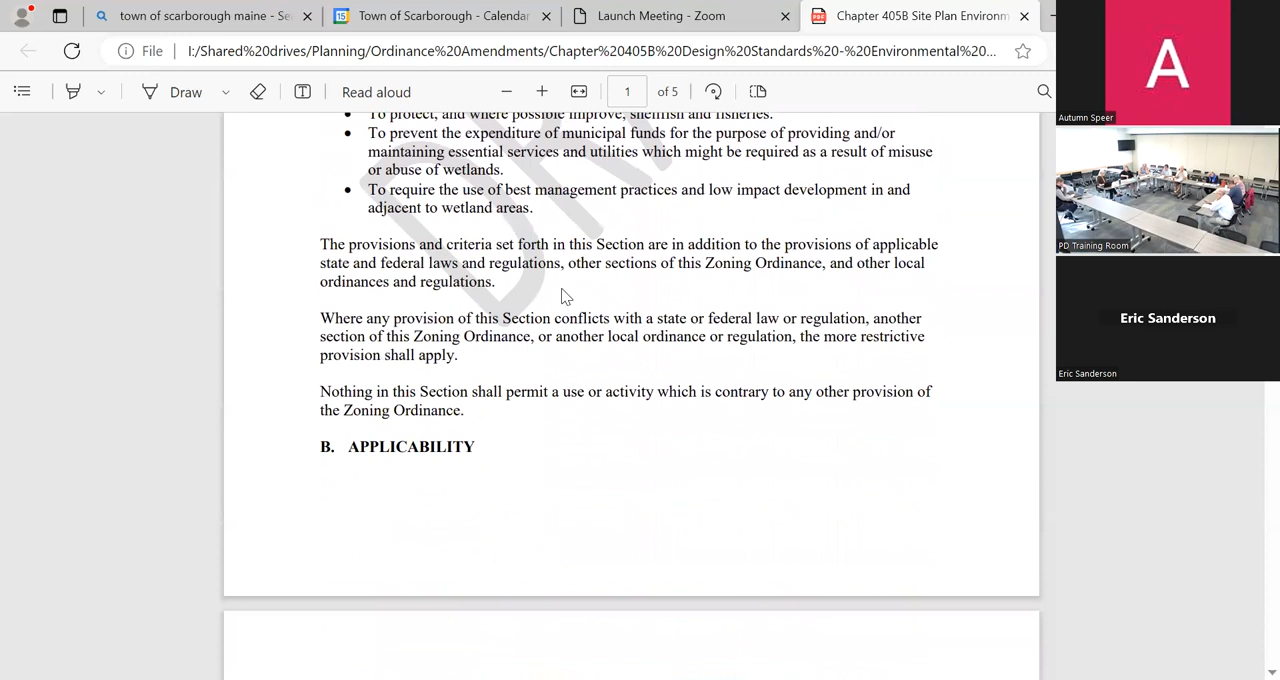 town of scarborough maine - Se
Town of Scarborough - Calendar
Launch Meeting - Zoom
Chapter 405B Site Plan Environm
File
I:/Shared%20drives/Planning/Ordinance%20Amendments/Chapter%20405B%20Design%20Standards%20-%20Environmental%20...
Draw
Read aloud
1
of 5
To protect, and where possible improve, shellfish and fisheries.
• To prevent the expenditure of municipal funds for the purpose of providing and/or
maintaining essential services and utilities which might be required as a result of misuse
or abuse of wetlands.
• To require the use of best management practices and low impact development in and
adjacent to wetland areas.
The provisions and criteria set forth in this Section are in addition to the provisions of applicable
state and federal laws and regulations, other sections of this Zoning Ordinance, and other local
ordinances and regulations.
Where any provision of this Section conflicts with a state or federal law or regulation, another
section of this Zoning Ordinance, or another local ordinance or regulation, the more restrictive
provision shall apply.
Nothing in this Section shall permit a use or activity which is contrary to any other provision of
the Zoning Ordinance.
B. APPLICABILITY
A
Autumn Speer
PD Training Room
Eric Sanderson
Eric Sanderson